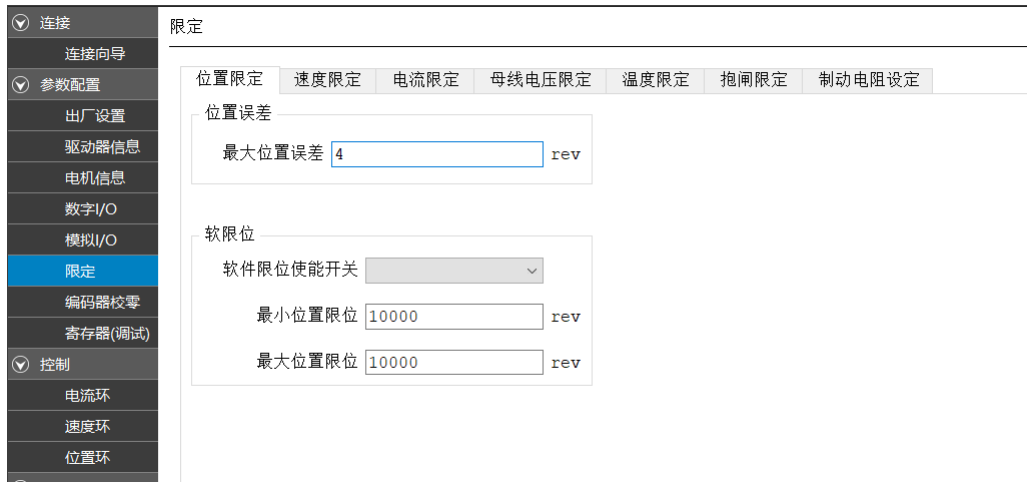 连接
连接向导
参数配置
出厂设置
驱动器信息
电机信息
数字I/O
模拟I/O
限定
编码器校零
寄存器(调试)
控制
电流环
速度环
位置环
限定
位置限定 速度限定 电流限定 母线电压限定 温度限定 抱闸限定 制动电阻设定
位置误差
最大位置误差 4 rev
软限位
软件限位使能开关
最小位置限位 10000 rev
最大位置限位 10000 rev